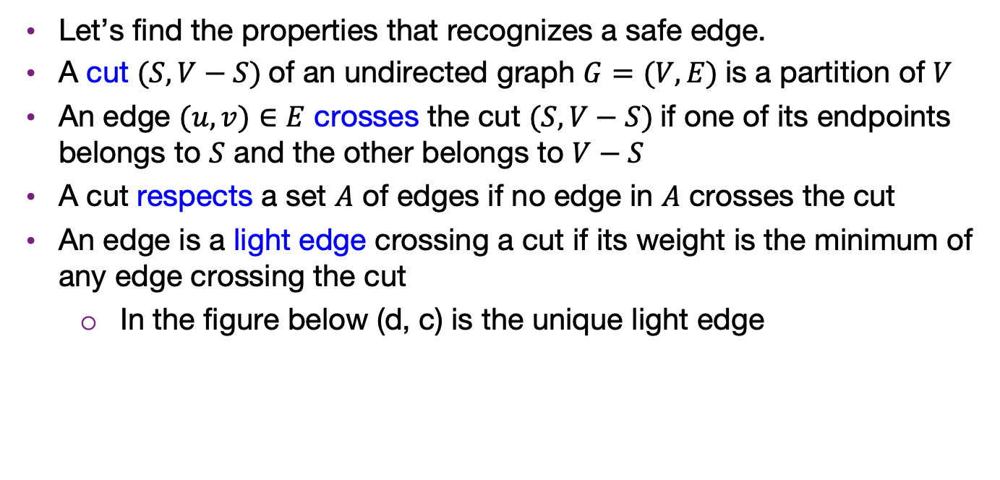 • Let’s find the properties that recognizes a safe edge.
• A cut (S, V − S) of an undirected graph G = (V, E) is a partition of V
• An edge (u, v) ∈ E crosses the cut (S, V − S) if one of its endpoints
belongs to S and the other belongs to V − S
• A cut respects a set A of edges if no edge in A crosses the cut
• An edge is a light edge crossing a cut if its weight is the minimum of
any edge crossing the cut
○ In the figure below (d, c) is the unique light edge